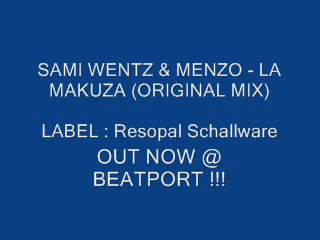 SAMI WENTZ & MENZO - LA
MAKUZA (ORIGINAL MIX)
LABEL : Resopal Schallware
OUT NOW @
BEATPORT !!!